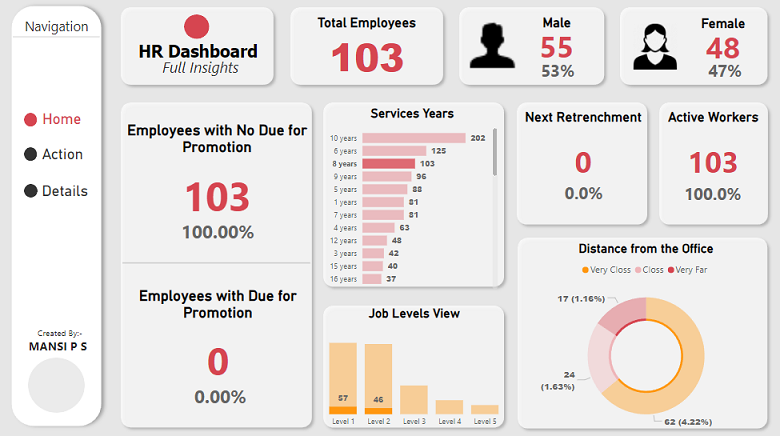 Navigation
Home
Action
Details
Created By:-
MANSI P S
HR Dashboard
Full Insights
Total Employees
103
Male
55
53%
Female
48
47%
Employees with No Due for
Promotion
103
100.00%
Employees with Due for
Promotion
0
0.00%
Services Years
10 years 202
6 years 125
8 years 103
9 years 96
5 years 88
1 years 81
7 years 81
4 years 63
12 years 48
3 years 42
15 years 40
16 years 37
Job Levels View
57 46
Level 1 Level 2 Level 3 Level 4 Level 5
Next Retrenchment
0
0.0%
Active Workers
103
100.0%
Distance from the Office
Very Closs Closs Very Far
17 (1.16%)
24
(1.63%)
62 (4.22%)